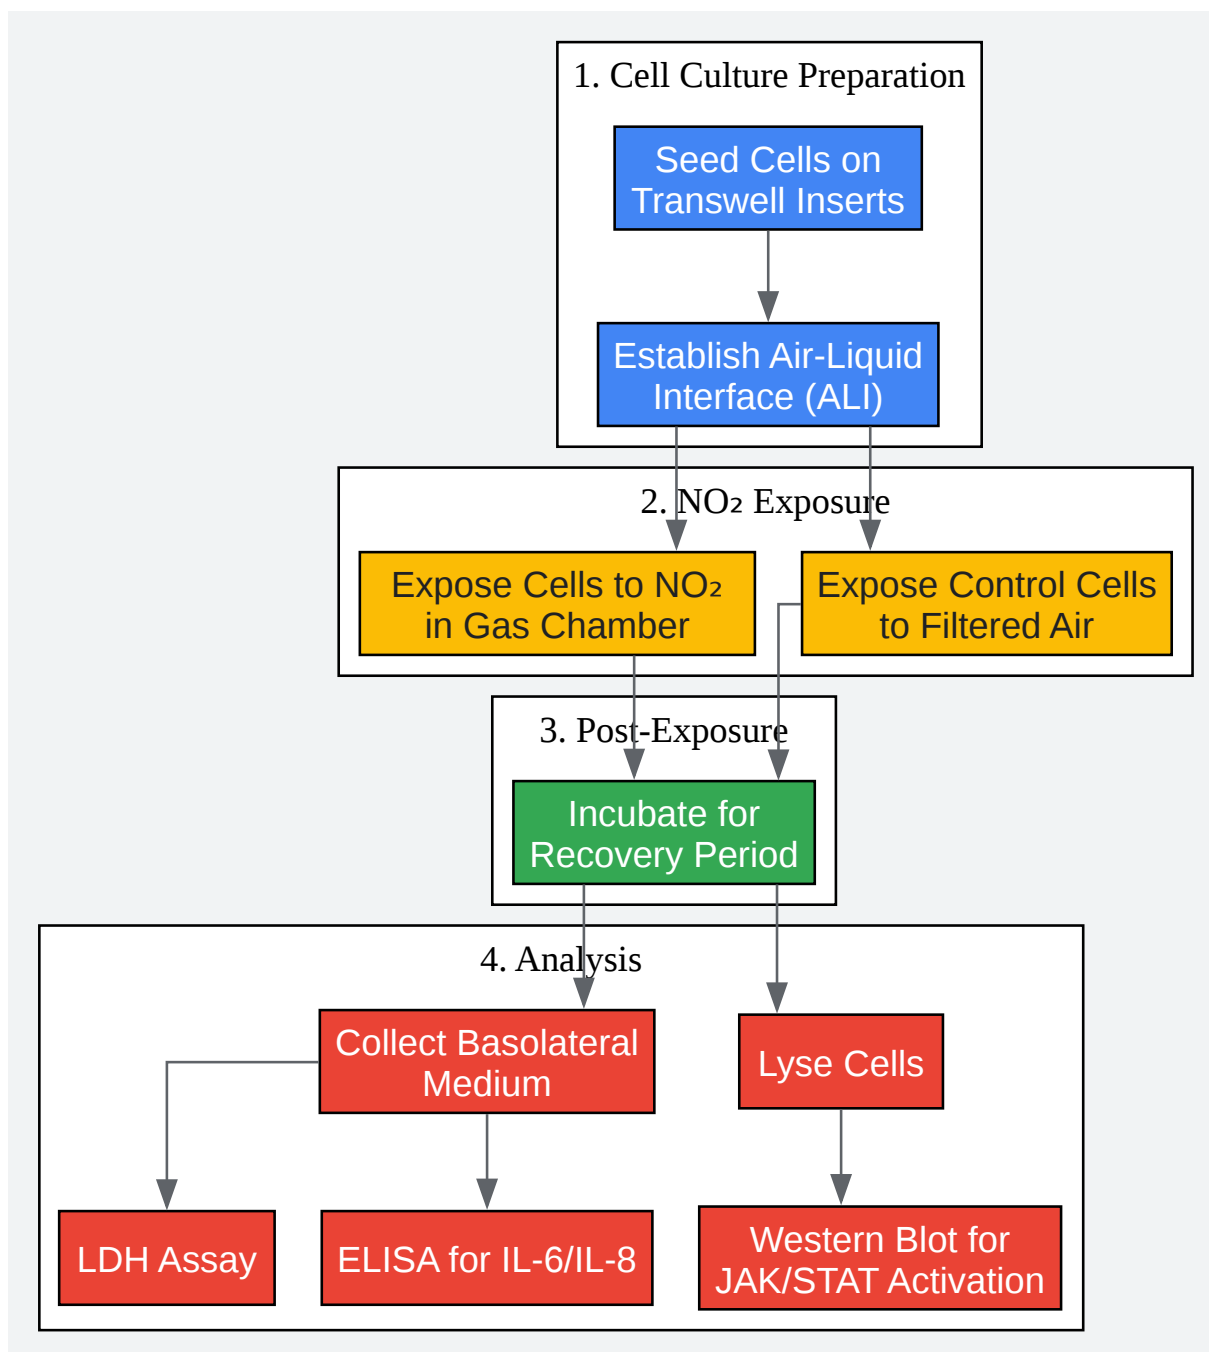 1. Cell Culture Preparation
Seed Cells on
Transwell Inserts
Establish Air-Liquid
Interface (ALI)
2. NO₂ Exposure
Expose Cells to NO₂
in Gas Chamber
Expose Control Cells
to Filtered Air
3. Post-Exposure
Incubate for
Recovery Period
4. Analysis
Collect Basolateral
Medium
Lyse Cells
LDH Assay
ELISA for IL-6/IL-8
Western Blot for
JAK/STAT Activation